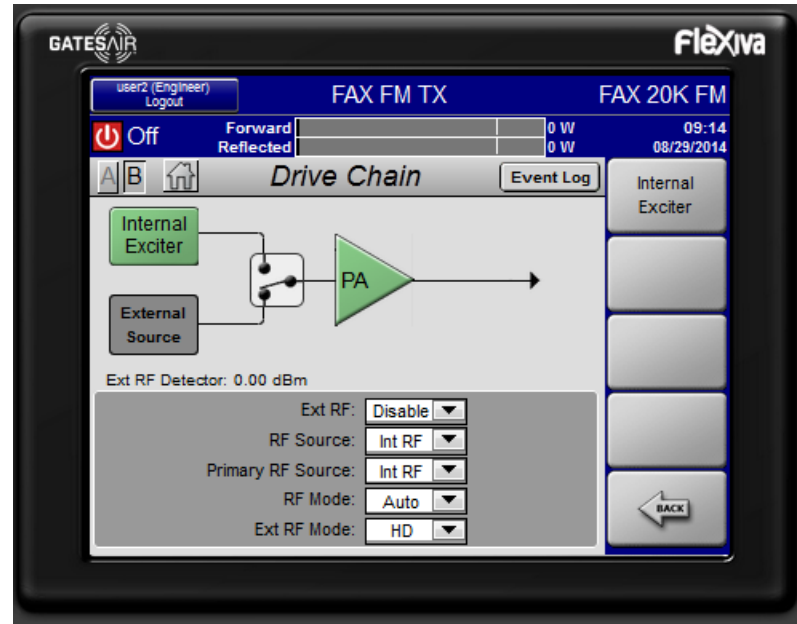 GATESAIR
Flexiva
user2 (Engineer)
Logout
FAX FM TX
FAX 20K FM
Off
Forward
0 W
Reflected
0 W
09:14
08/29/2014
A B
Drive Chain
Event Log
Internal
Exciter
Internal
Exciter
PA
External
Source
Ext RF Detector: 0.00 dBm
Ext RF: Disable
RF Source: Int RF
Primary RF Source: Int RF
RF Mode: Auto
Ext RF Mode: HD
BACK